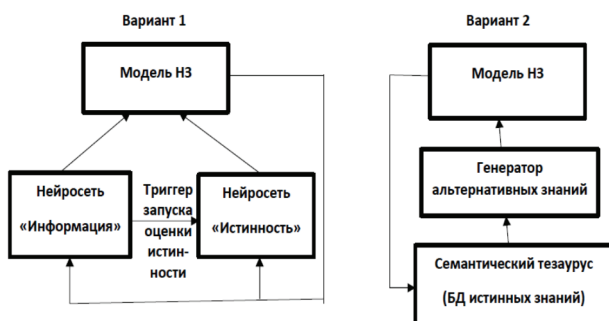 Вариант 1
Модель НЗ
Нейросеть
«Информация»
Триггер
запуска
оценки
истин-
ности
Нейросеть
«Истинность»
Вариант 2
Модель НЗ
Генератор
альтернативных знаний
Семантический тезаурус
(БД истинных знаний)